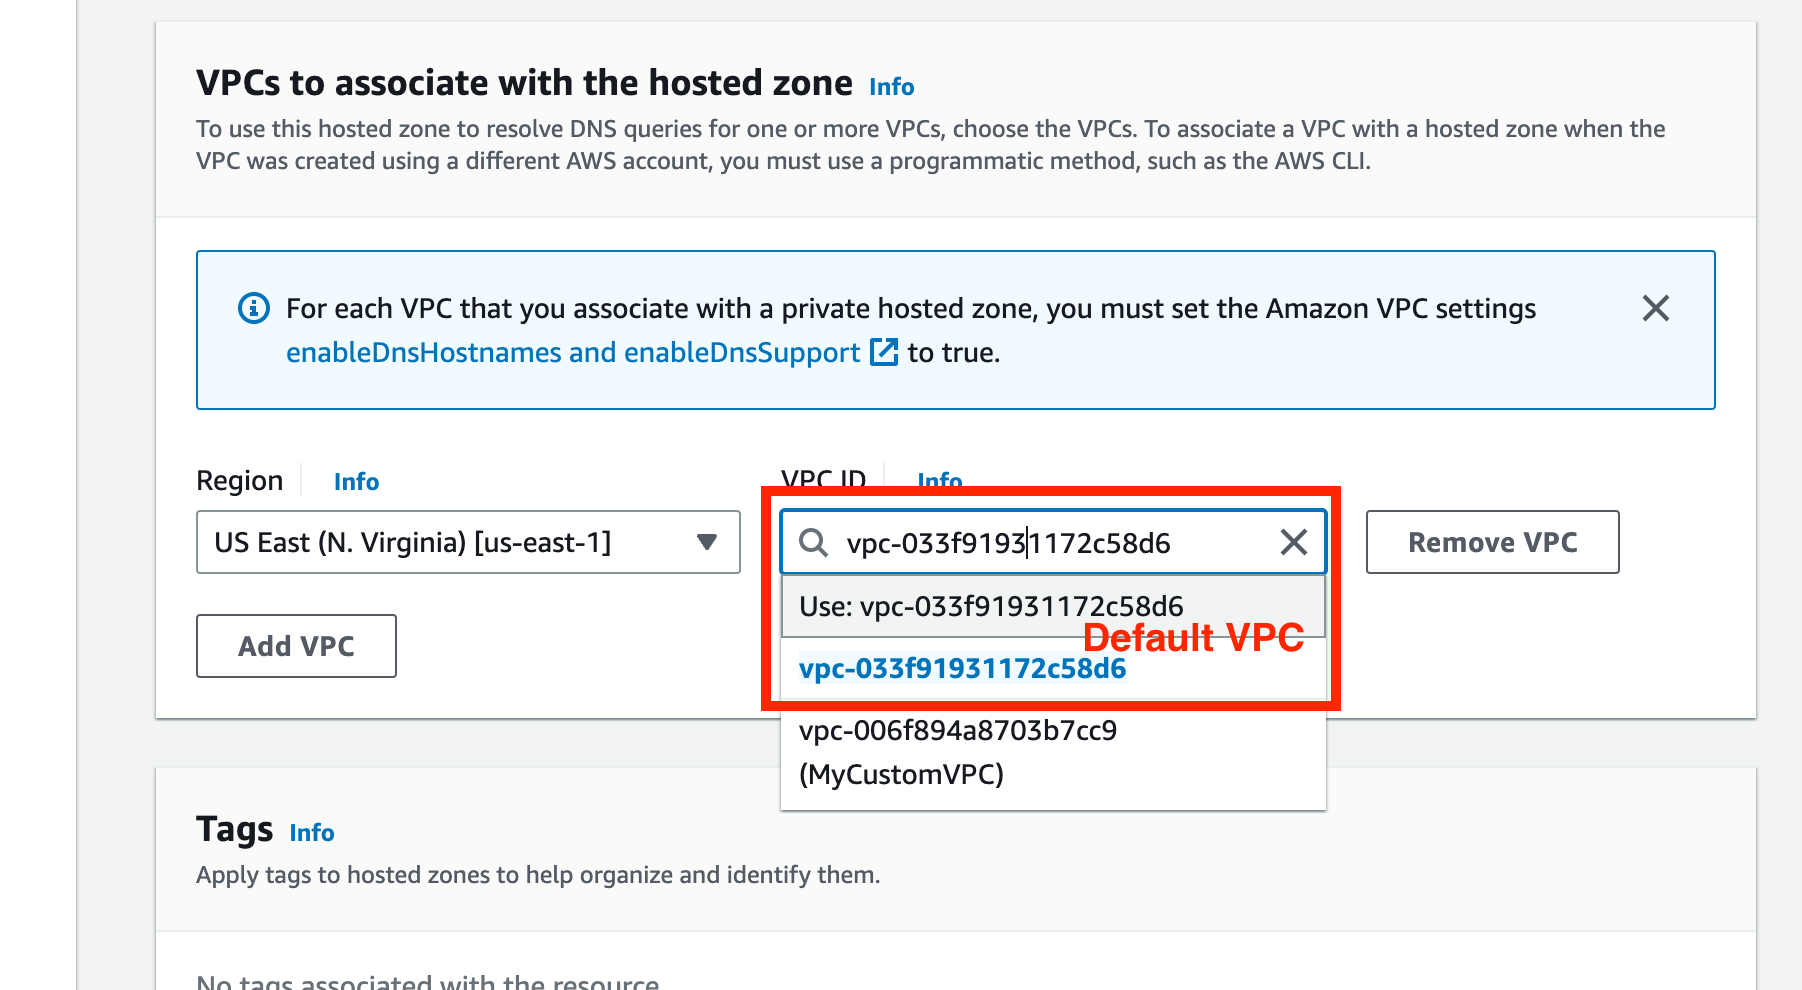 VPCs to associate with the hosted zone Info
To use this hosted zone to resolve DNS queries for one or more VPCs, choose the VPCs. To associate a VPC with a hosted zone when the
VPC was created using a different AWS account, you must use a programmatic method, such as the AWS CLI.
For each VPC that you associate with a private hosted zone, you must set the Amazon VPC settings
enableDnsHostnames and enableDnsSupport to true.
Region Info
VPC ID Info
US East (N. Virginia) [us-east-1]
vpc-033f91931172c58d6
Remove VPC
Use: vpc-033f91931172c58d6
Default VPC
Add VPC
vpc-033f91931172c58d6
vpc-006f894a8703b7cc9
(MyCustomVPC)
Tags Info
Apply tags to hosted zones to help organize and identify them.
No tags associated with the resource